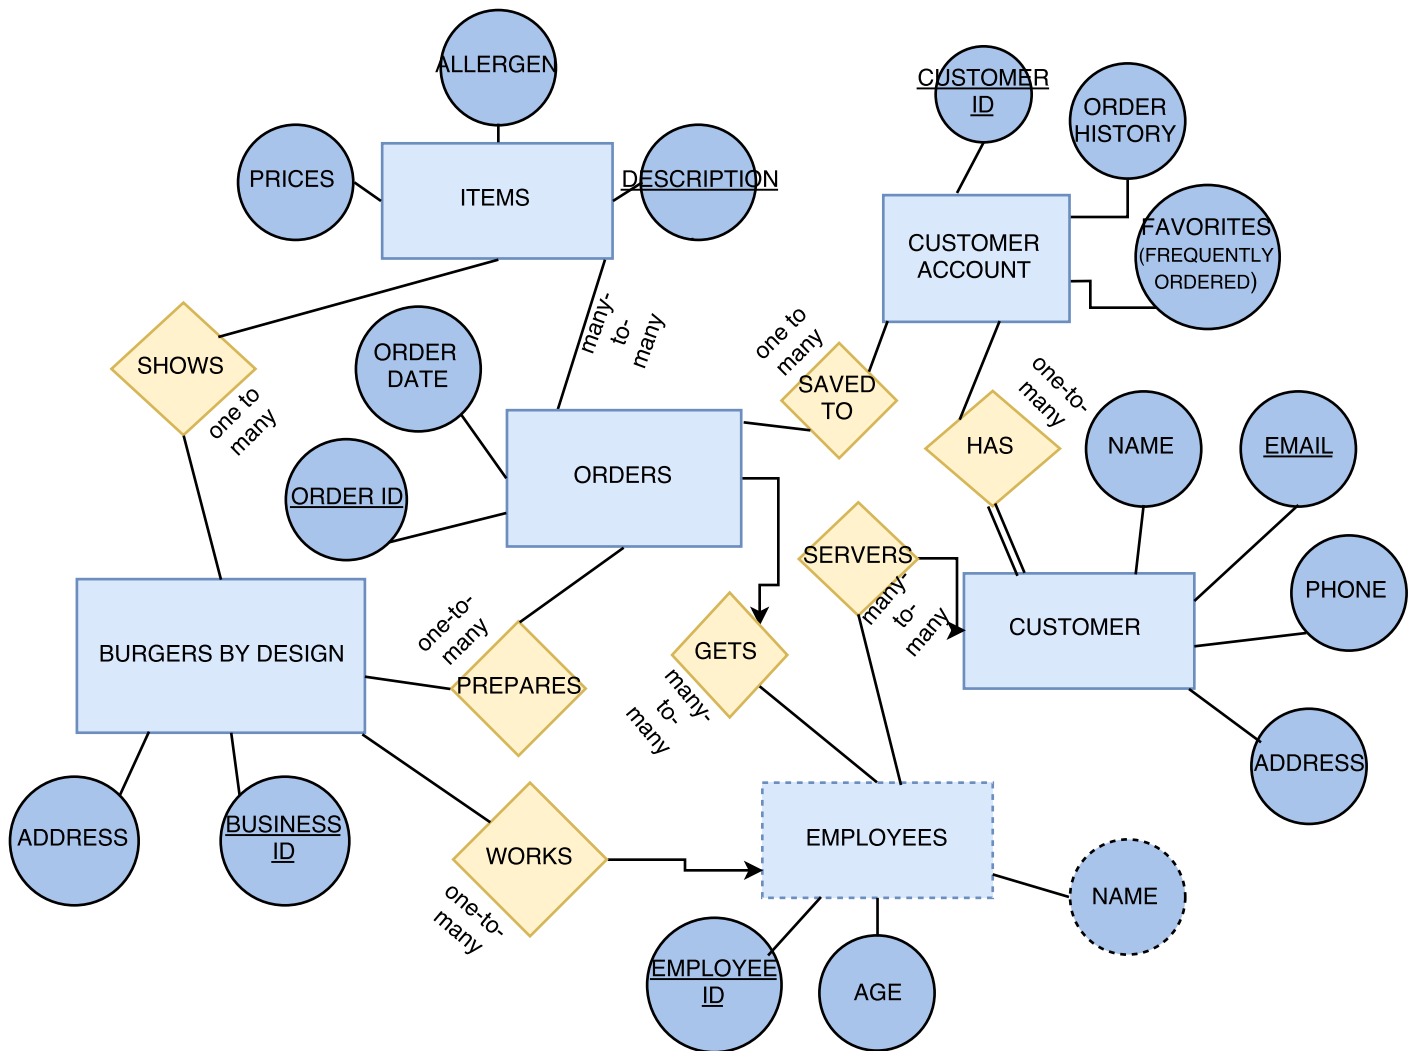 ALLERGEN
PRICES
ITEMS
DESCRIPTION
CUSTOMER
ID
ORDER
HISTORY
CUSTOMER
ACCOUNT
FAVORITES
(FREQUENTLY
ORDERED)
SHOWS
one to
many
many-
to-
many
ORDER
DATE
one to
many
SAVED
TO
one-to-
many
HAS
NAME
EMAIL
ORDER ID
ORDERS
SERVERS
many-
to-
many
PHONE
CUSTOMER
BURGERS BY DESIGN
one-to-
many
PREPARES
GETS
many-
to-
many
ADDRESS
ADDRESS
BUSINESS
ID
WORKS
one-to-
many
EMPLOYEES
NAME
EMPLOYEE
ID
AGE